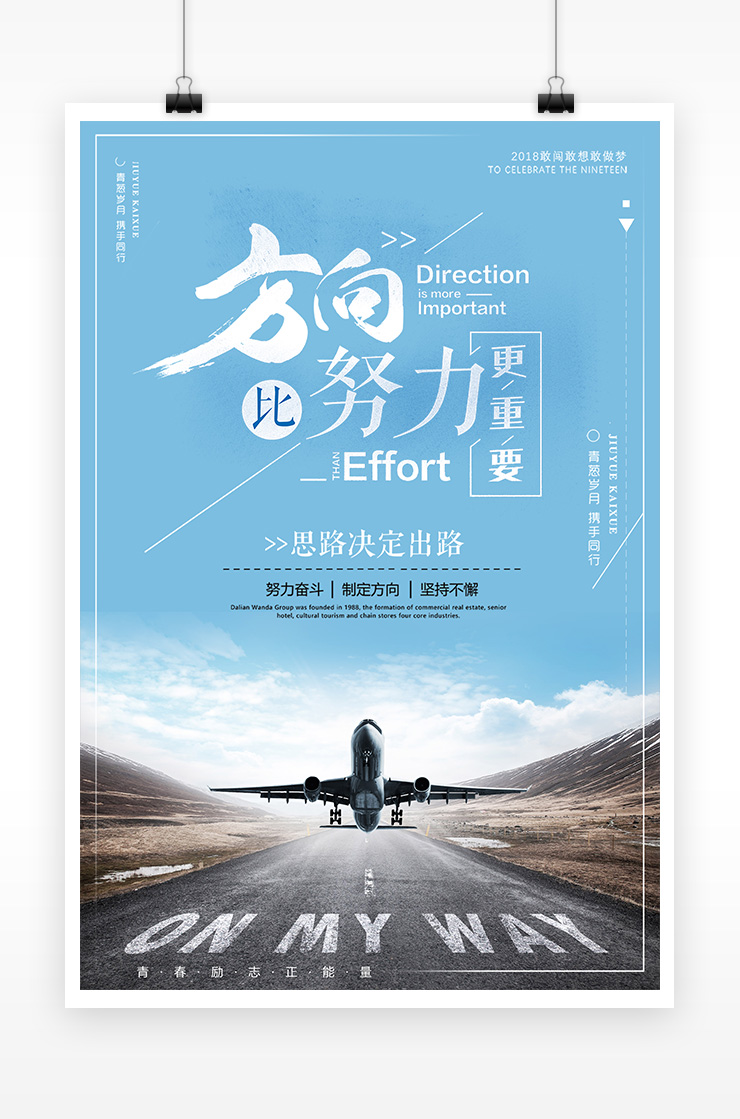 JIUYUE KAIXUE
青葱岁月 携手同行
2018敢闯敢想敢做梦
TO CELEBRATE THE NINETEEN
>>
方向
Direction
is more
Important
比
努力
更重要
THAN
Effort
JIUYUE KAIXUE
青葱岁月 携手同行
>>思路决定出路
努力奋斗 | 制定方向 | 坚持不懈
Dalian Wanda Group was founded in 1988, the formation of commercial real estate, senior
hotel, cultural tourism and chain stores four core industries.
ON MY WAY
青·春·励·志·正·能·量